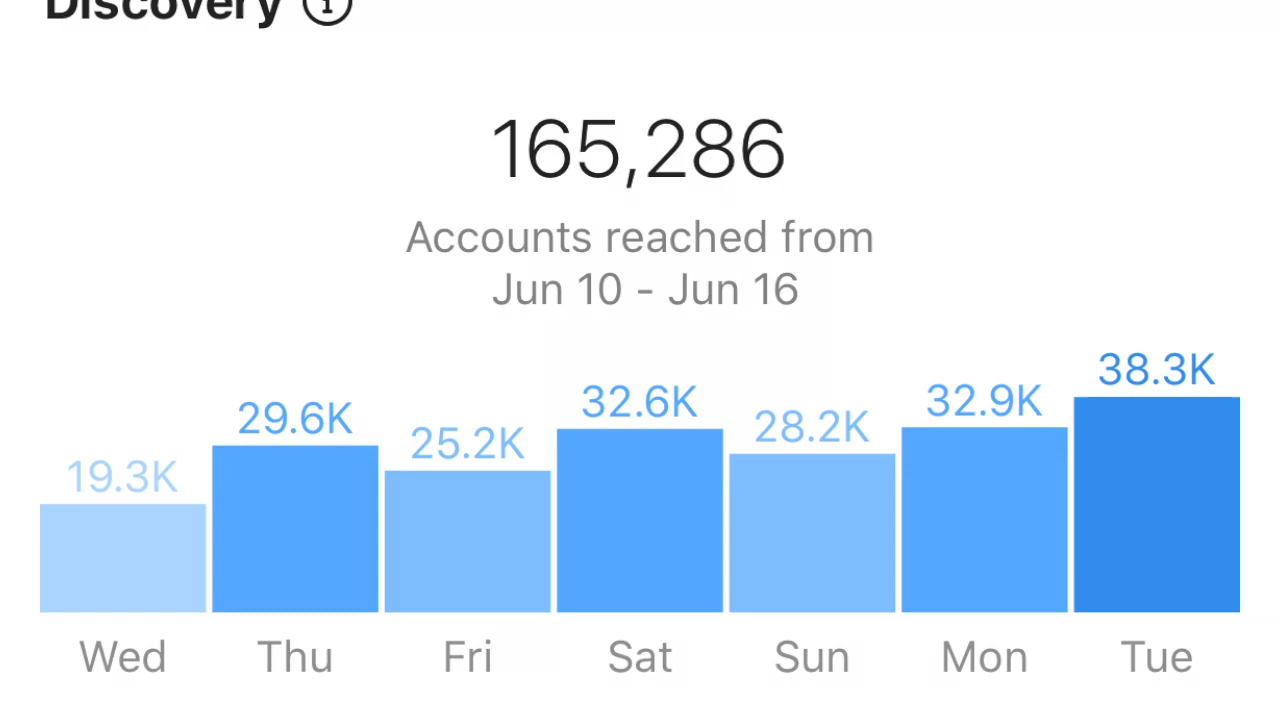 Discovery
165,286
Accounts reached from
Jun 10 - Jun 16
19.3K 29.6K 25.2K 32.6K 28.2K 32.9K 38.3K
Wed Thu Fri Sat Sun Mon Tue